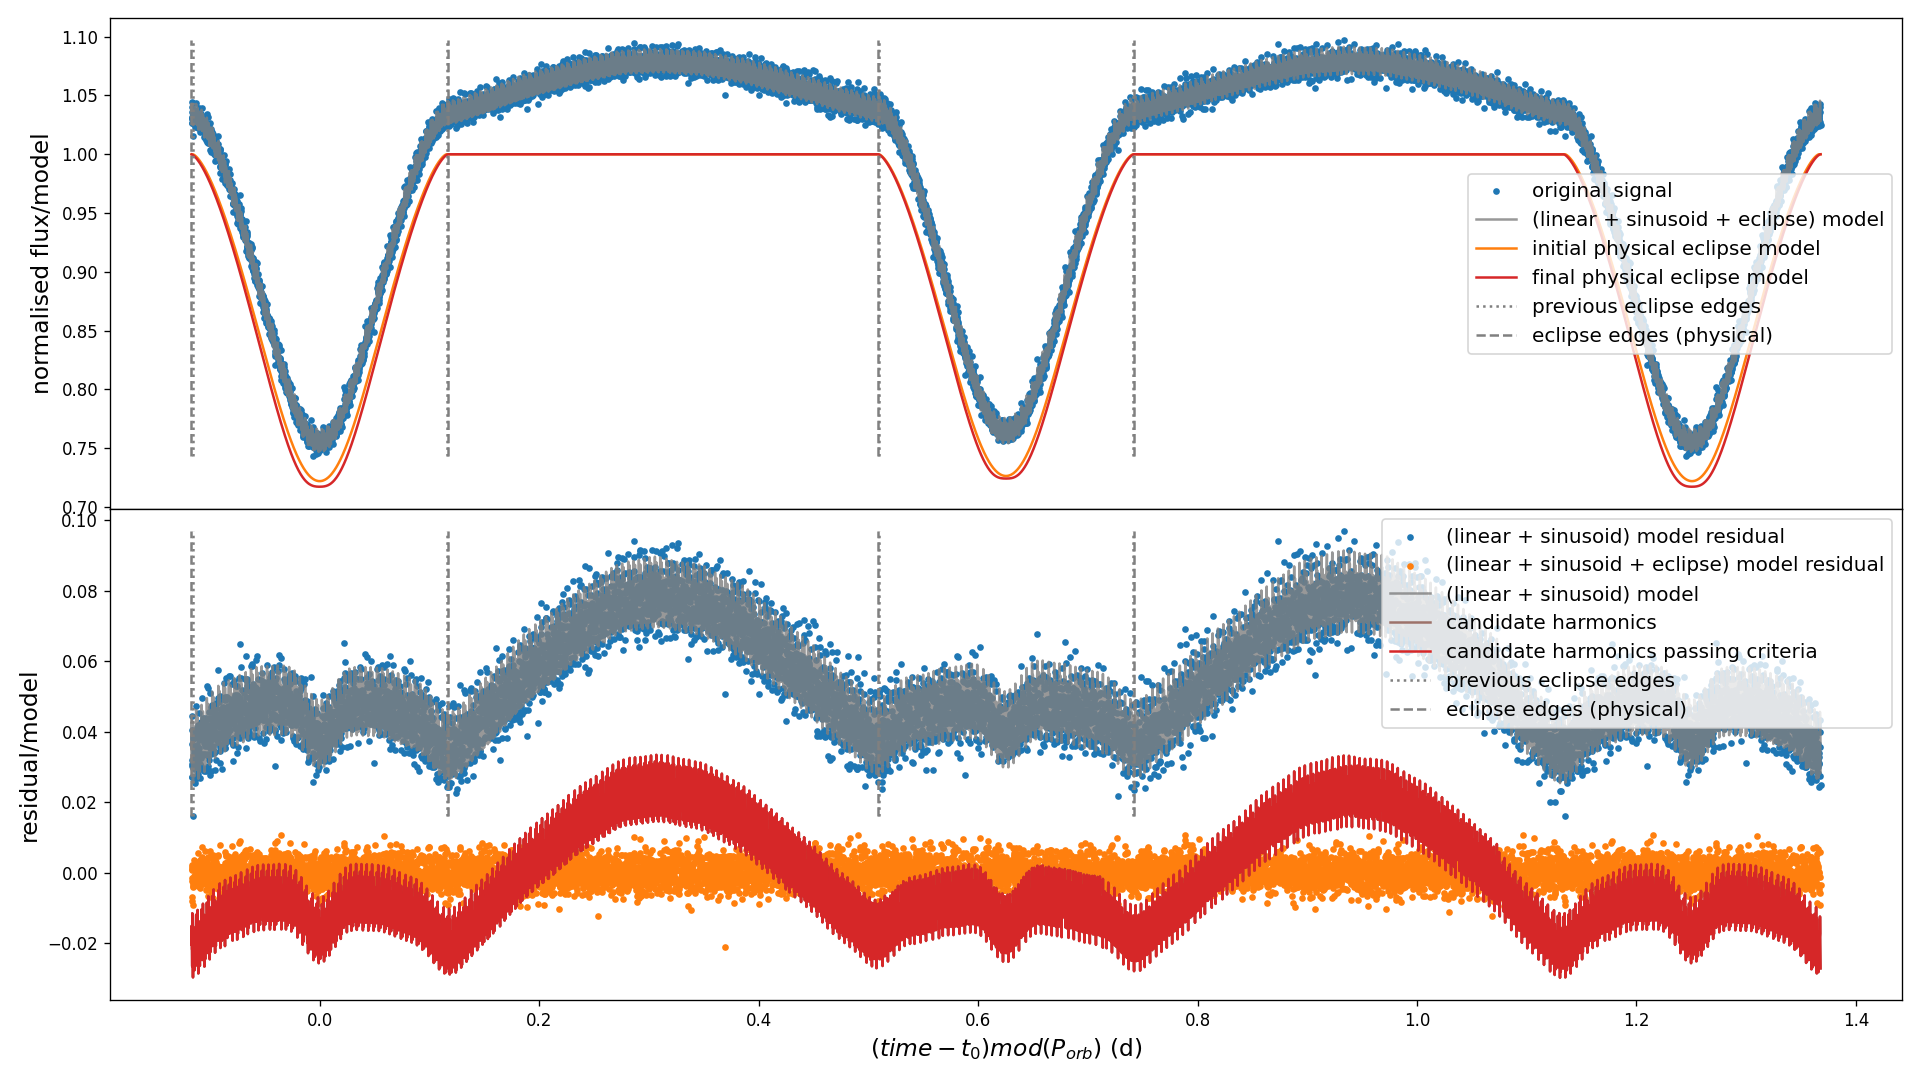 1.10
1.05
1.00
0.95
0.90
0.85
0.80
0.75
0.70
normalised flux/model
original signal
(linear + sinusoid + eclipse) model
initial physical eclipse model
final physical eclipse model
previous eclipse edges
eclipse edges (physical)
0.10
0.08
0.06
0.04
0.02
0.00
−0.02
residual/model
(linear + sinusoid) model residual
(linear + sinusoid + eclipse) model residual
(linear + sinusoid) model
candidate harmonics
candidate harmonics passing criteria
previous eclipse edges
eclipse edges (physical)
0.0 0.2 0.4 0.6 0.8 1.0 1.2 1.4
(time − t₀)mod(P_orb) (d)